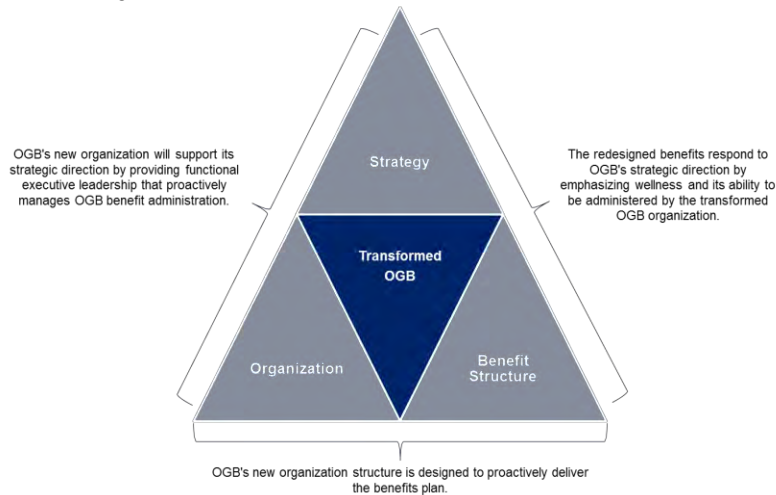 Strategy
OGB's new organization will support its
strategic direction by providing functional
executive leadership that proactively
manages OGB benefit administration.
The redesigned benefits respond to
OGB's strategic direction by
emphasizing wellness and its ability to
be administered by the transformed
OGB organization.
Transformed
OGB
Organization
Benefit
Structure
OGB's new organization structure is designed to proactively deliver
the benefits plan.